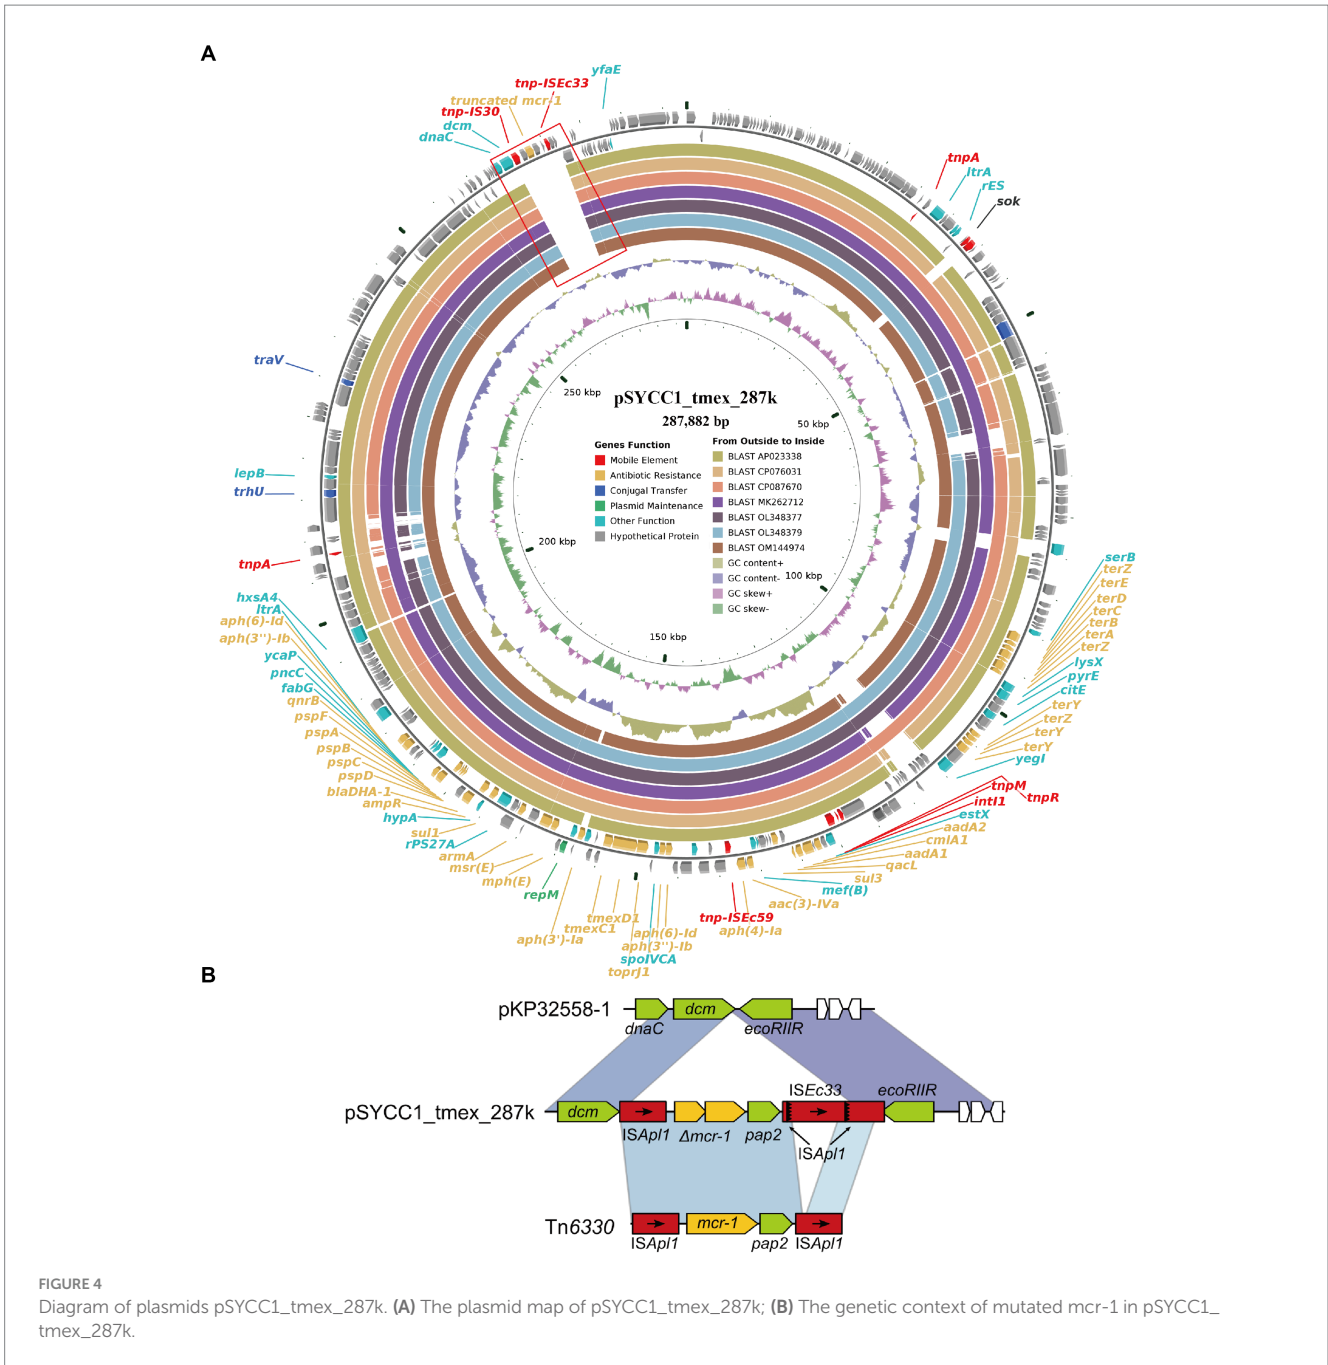 A
yfaE
tnp-ISEc33
truncated mcr-1
tnp-IS30
dcm
dnaC
tnpA
ltrA
rES
sok
traV
lepB
trhU
tnpA
hxsA4
ltrA
aph(6)-Id
aph(3'')-Ib
ycaP
pncC
fabG
qnrB
pspF
pspA
pspB
pspC
pspD
blaDHA-1
ampR
hypA
sul1
rPS27A
armA
msr(E)
mph(E)
repM
aph(3')-Ia
tmexC1
tmexD1
aph(6)-Id
aph(3'')-Ib
spoIVCA
toprJ1
tnp-ISEc59
aph(4)-Ia
aac(3)-IVa
mef(B)
sul3
qacL
aadA1
cmlA1
aadA2
estX
intI1
tnpR
tnpM
yegI
terY
terY
terZ
terY
citE
pyrE
lysX
terZ
terA
terB
terC
terD
terE
terZ
serB
250 kbp
50 kbp
200 kbp
100 kbp
150 kbp
pSYCC1_tmex_287k
287,882 bp
Genes Function
Mobile Element
Antibiotic Resistance
Conjugal Transfer
Plasmid Maintenance
Other Function
Hypothetical Protein
From Outside to Inside
BLAST AP023338
BLAST CP076031
BLAST CP087670
BLAST MK262712
BLAST OL348377
BLAST OL348379
BLAST OM144974
GC content+
GC content-
GC skew+
GC skew-
B
pKP32558-1
dnaC
dcm
ecoRIIR
pSYCC1_tmex_287k
dcm
ISApl1
Δmcr-1
pap2
ISEc33
ISApl1
ecoRIIR
Tn6330
ISApl1
mcr-1
pap2
ISApl1
FIGURE 4
Diagram of plasmids pSYCC1_tmex_287k. (A) The plasmid map of pSYCC1_tmex_287k; (B) The genetic context of mutated mcr-1 in pSYCC1_
tmex_287k.